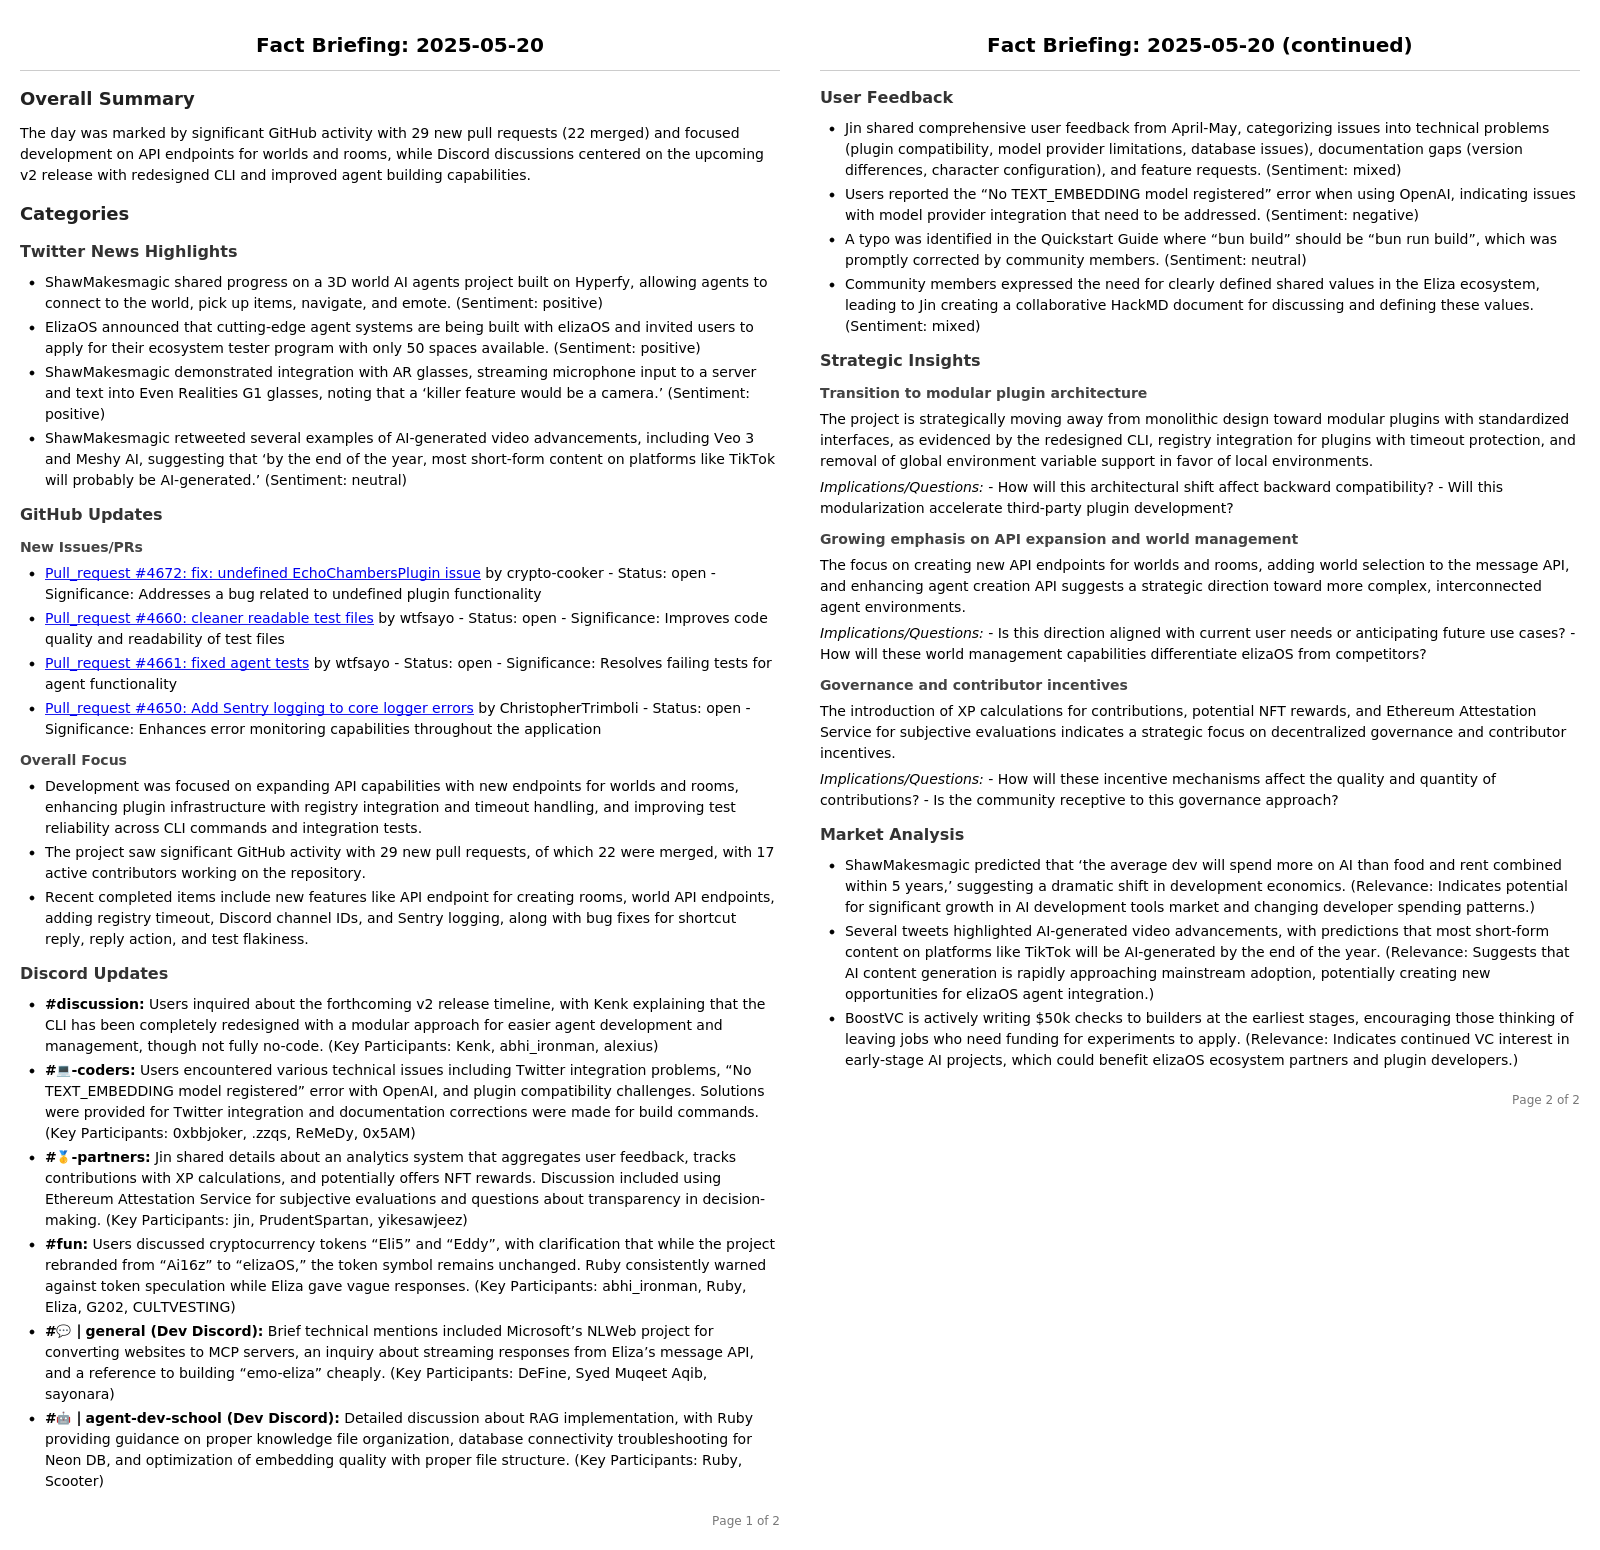 Fact Briefing: 2025-05-20
Overall Summary
The day was marked by significant GitHub activity with 29 new pull requests (22 merged) and focused
development on API endpoints for worlds and rooms, while Discord discussions centered on the upcoming
v2 release with redesigned CLI and improved agent building capabilities.
Categories
Twitter News Highlights
• ShawMakesmagic shared progress on a 3D world AI agents project built on Hyperfy, allowing agents to
connect to the world, pick up items, navigate, and emote. (Sentiment: positive)
• ElizaOS announced that cutting-edge agent systems are being built with elizaOS and invited users to
apply for their ecosystem tester program with only 50 spaces available. (Sentiment: positive)
• ShawMakesmagic demonstrated integration with AR glasses, streaming microphone input to a server
and text into Even Realities G1 glasses, noting that a ‘killer feature would be a camera.’ (Sentiment:
positive)
• ShawMakesmagic retweeted several examples of AI-generated video advancements, including Veo 3
and Meshy AI, suggesting that ‘by the end of the year, most short-form content on platforms like TikTok
will probably be AI-generated.’ (Sentiment: neutral)
GitHub Updates
New Issues/PRs
• Pull_request #4672: fix: undefined EchoChambersPlugin issue by crypto-cooker - Status: open -
Significance: Addresses a bug related to undefined plugin functionality
• Pull_request #4660: cleaner readable test files by wtfsayo - Status: open - Significance: Improves code
quality and readability of test files
• Pull_request #4661: fixed agent tests by wtfsayo - Status: open - Significance: Resolves failing tests for
agent functionality
• Pull_request #4650: Add Sentry logging to core logger errors by ChristopherTrimboli - Status: open -
Significance: Enhances error monitoring capabilities throughout the application
Overall Focus
• Development was focused on expanding API capabilities with new endpoints for worlds and rooms,
enhancing plugin infrastructure with registry integration and timeout handling, and improving test
reliability across CLI commands and integration tests.
• The project saw significant GitHub activity with 29 new pull requests, of which 22 were merged, with 17
active contributors working on the repository.
• Recent completed items include new features like API endpoint for creating rooms, world API endpoints,
adding registry timeout, Discord channel IDs, and Sentry logging, along with bug fixes for shortcut
reply, reply action, and test flakiness.
Discord Updates
• #discussion: Users inquired about the forthcoming v2 release timeline, with Kenk explaining that the
CLI has been completely redesigned with a modular approach for easier agent development and
management, though not fully no-code. (Key Participants: Kenk, abhi_ironman, alexius)
• #💻-coders: Users encountered various technical issues including Twitter integration problems, “No
TEXT_EMBEDDING model registered” error with OpenAI, and plugin compatibility challenges. Solutions
were provided for Twitter integration and documentation corrections were made for build commands.
(Key Participants: 0xbbjoker, .zzqs, ReMeDy, 0x5AM)
• #🥇-partners: Jin shared details about an analytics system that aggregates user feedback, tracks
contributions with XP calculations, and potentially offers NFT rewards. Discussion included using
Ethereum Attestation Service for subjective evaluations and questions about transparency in decision-
making. (Key Participants: jin, PrudentSpartan, yikesawjeez)
• #fun: Users discussed cryptocurrency tokens “Eli5” and “Eddy”, with clarification that while the project
rebranded from “Ai16z” to “elizaOS,” the token symbol remains unchanged. Ruby consistently warned
against token speculation while Eliza gave vague responses. (Key Participants: abhi_ironman, Ruby,
Eliza, G202, CULTVESTING)
• #💬 | general (Dev Discord): Brief technical mentions included Microsoft’s NLWeb project for
converting websites to MCP servers, an inquiry about streaming responses from Eliza’s message API,
and a reference to building “emo-eliza” cheaply. (Key Participants: DeFine, Syed Muqeet Aqib,
sayonara)
• #🤖 | agent-dev-school (Dev Discord): Detailed discussion about RAG implementation, with Ruby
providing guidance on proper knowledge file organization, database connectivity troubleshooting for
Neon DB, and optimization of embedding quality with proper file structure. (Key Participants: Ruby,
Scooter)
Page 1 of 2
Fact Briefing: 2025-05-20 (continued)
User Feedback
• Jin shared comprehensive user feedback from April-May, categorizing issues into technical problems
(plugin compatibility, model provider limitations, database issues), documentation gaps (version
differences, character configuration), and feature requests. (Sentiment: mixed)
• Users reported the “No TEXT_EMBEDDING model registered” error when using OpenAI, indicating issues
with model provider integration that need to be addressed. (Sentiment: negative)
• A typo was identified in the Quickstart Guide where “bun build” should be “bun run build”, which was
promptly corrected by community members. (Sentiment: neutral)
• Community members expressed the need for clearly defined shared values in the Eliza ecosystem,
leading to Jin creating a collaborative HackMD document for discussing and defining these values.
(Sentiment: mixed)
Strategic Insights
Transition to modular plugin architecture
The project is strategically moving away from monolithic design toward modular plugins with standardized
interfaces, as evidenced by the redesigned CLI, registry integration for plugins with timeout protection, and
removal of global environment variable support in favor of local environments.
Implications/Questions: - How will this architectural shift affect backward compatibility? - Will this
modularization accelerate third-party plugin development?
Growing emphasis on API expansion and world management
The focus on creating new API endpoints for worlds and rooms, adding world selection to the message API,
and enhancing agent creation API suggests a strategic direction toward more complex, interconnected
agent environments.
Implications/Questions: - Is this direction aligned with current user needs or anticipating future use cases? -
How will these world management capabilities differentiate elizaOS from competitors?
Governance and contributor incentives
The introduction of XP calculations for contributions, potential NFT rewards, and Ethereum Attestation
Service for subjective evaluations indicates a strategic focus on decentralized governance and contributor
incentives.
Implications/Questions: - How will these incentive mechanisms affect the quality and quantity of
contributions? - Is the community receptive to this governance approach?
Market Analysis
• ShawMakesmagic predicted that ‘the average dev will spend more on AI than food and rent combined
within 5 years,’ suggesting a dramatic shift in development economics. (Relevance: Indicates potential
for significant growth in AI development tools market and changing developer spending patterns.)
• Several tweets highlighted AI-generated video advancements, with predictions that most short-form
content on platforms like TikTok will be AI-generated by the end of the year. (Relevance: Suggests that
AI content generation is rapidly approaching mainstream adoption, potentially creating new
opportunities for elizaOS agent integration.)
• BoostVC is actively writing $50k checks to builders at the earliest stages, encouraging those thinking of
leaving jobs who need funding for experiments to apply. (Relevance: Indicates continued VC interest in
early-stage AI projects, which could benefit elizaOS ecosystem partners and plugin developers.)
Page 2 of 2